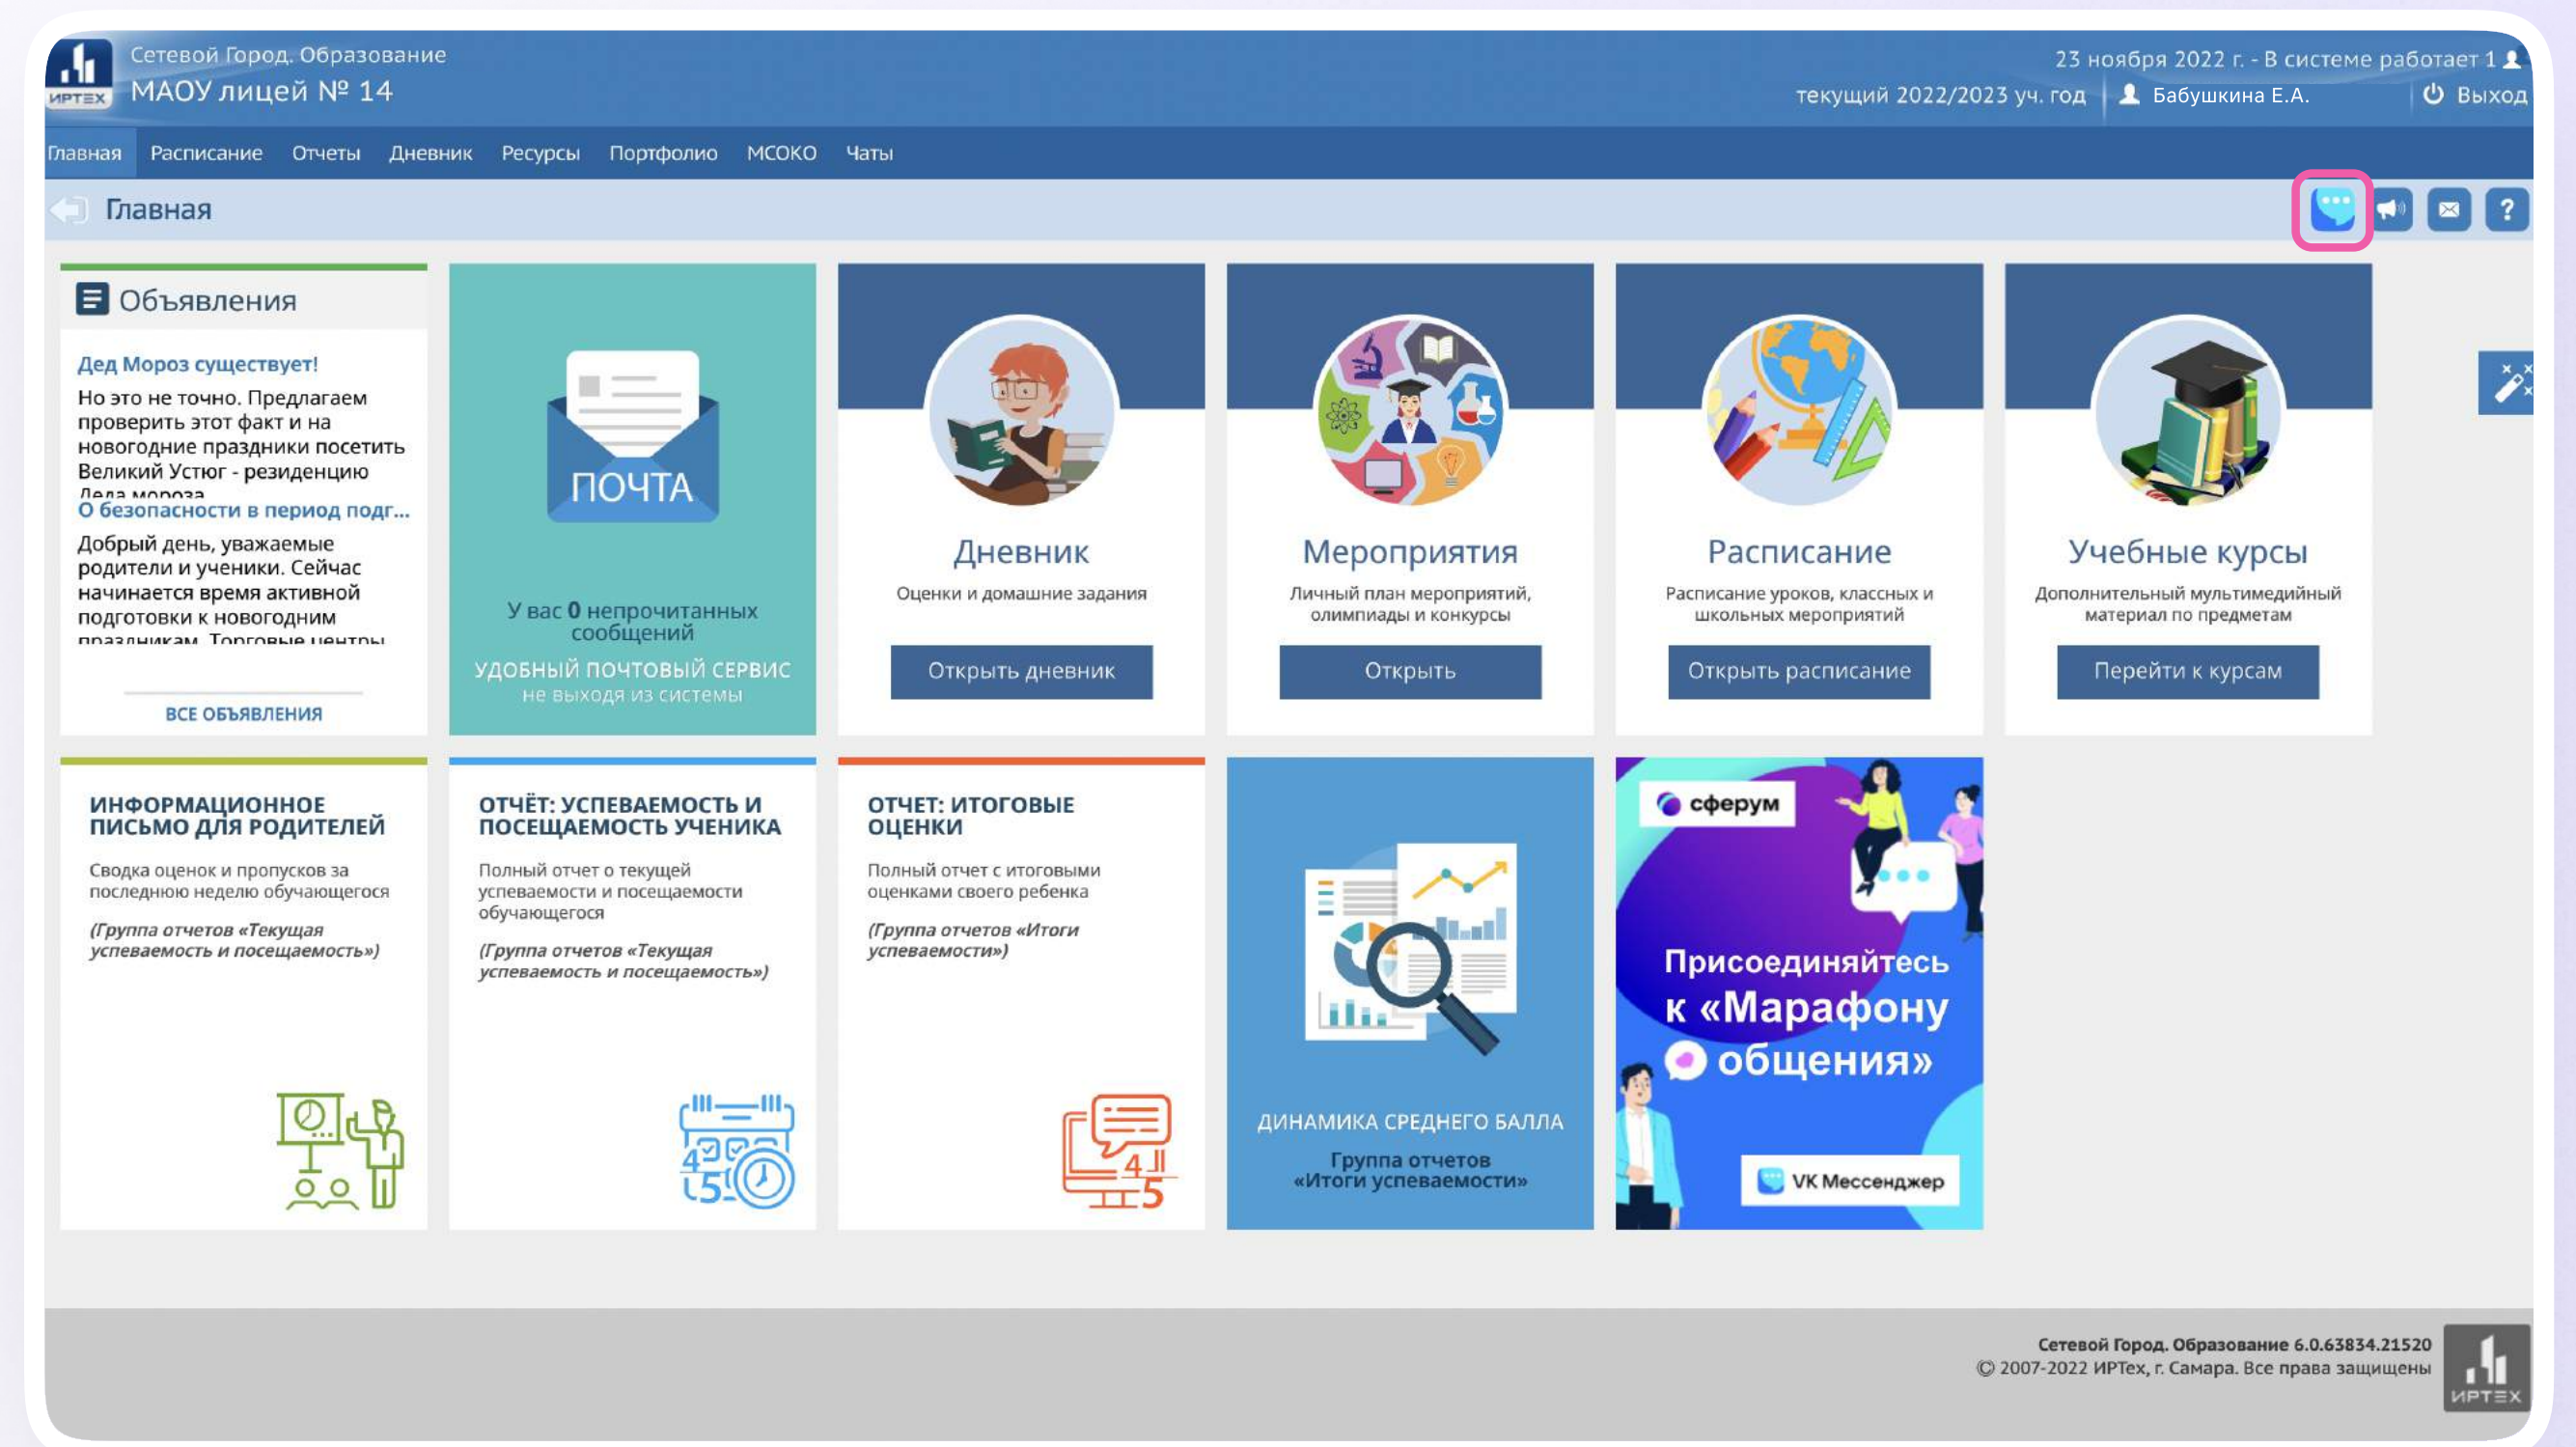 Сетевой Город. Образование
МАОУ лицей № 14
ИРТЕХ
23 ноября 2022 г. - В системе работает 1
текущий 2022/2023 уч. год
Бабушкина Е.А.
Выход
Главная Расписание Отчеты Дневник Ресурсы Портфолио МСОКО Чаты
Главная
?
Объявления
Дед Мороз существует!
Но это не точно. Предлагаем
проверить этот факт и на
новогодние праздники посетить
Великий Устюг - резиденцию
Деда мороза
О безопасности в период подг...
Добрый день, уважаемые
родители и ученики. Сейчас
начинается время активной
подготовки к новогодним
праздникам. Торговые центры
ВСЕ ОБЪЯВЛЕНИЯ
ПОЧТА
У вас 0 непрочитанных
сообщений
УДОБНЫЙ ПОЧТОВЫЙ СЕРВИС
не выходя из системы
Дневник
Оценки и домашние задания
Открыть дневник
Мероприятия
Личный план мероприятий,
олимпиады и конкурсы
Открыть
Расписание
Расписание уроков, классных и
школьных мероприятий
Открыть расписание
Учебные курсы
Дополнительный мультимедийный
материал по предметам
Перейти к курсам
ИНФОРМАЦИОННОЕ
ПИСЬМО ДЛЯ РОДИТЕЛЕЙ
Сводка оценок и пропусков за
последнюю неделю обучающегося
(Группа отчетов «Текущая
успеваемость и посещаемость»)
ОТЧЁТ: УСПЕВАЕМОСТЬ И
ПОСЕЩАЕМОСТЬ УЧЕНИКА
Полный отчет о текущей
успеваемости и посещаемости
обучающегося
(Группа отчетов «Текущая
успеваемость и посещаемость»)
4
5
ОТЧЕТ: ИТОГОВЫЕ
ОЦЕНКИ
Полный отчет с итоговыми
оценками своего ребенка
(Группа отчетов «Итоги
успеваемости»)
4
5
ДИНАМИКА СРЕДНЕГО БАЛЛА
Группа отчетов
«Итоги успеваемости»
сферум
Присоединяйтесь
к «Марафону
общения»
VK Мессенджер
Сетевой Город. Образование 6.0.63834.21520
© 2007-2022 ИРТех, г. Самара. Все права защищены
ИРТЕХ